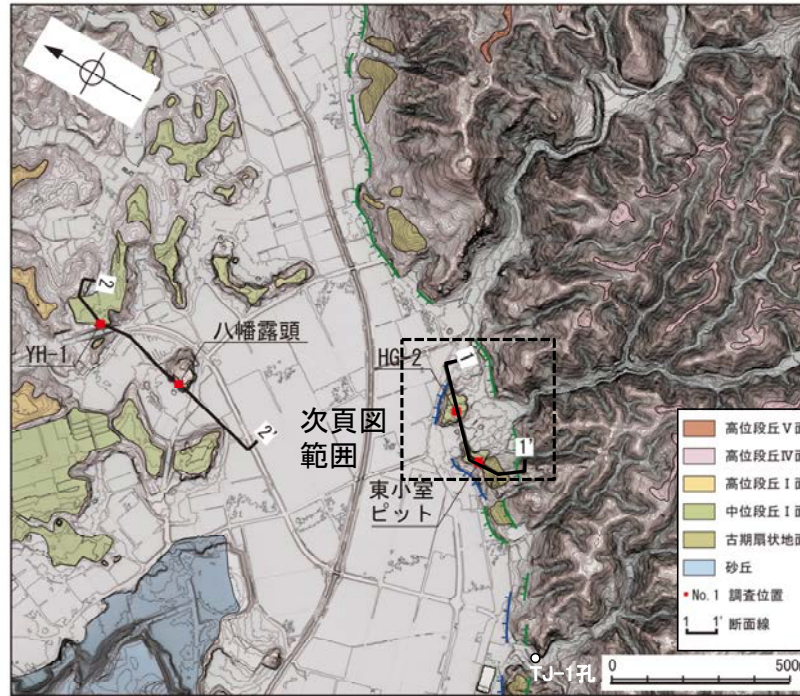 2
YH-1
八幡露頭
2'
次頁図
範囲
HG-2
1
1'
東小室
ピット
高位段丘Ⅴ面
高位段丘Ⅳ面
高位段丘Ⅰ面
中位段丘Ⅰ面
古期扇状地面
砂丘
No. 1 調査位置
1 1' 断面線
TJ-1孔
0 500m